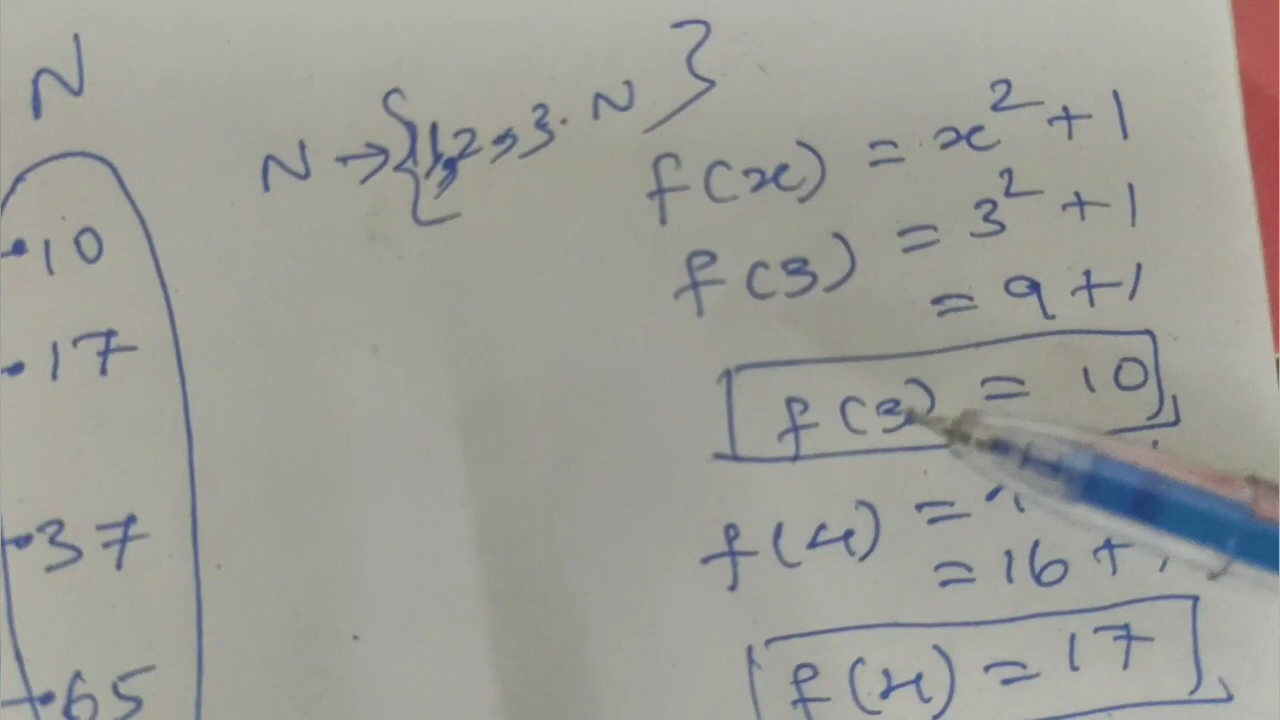 N
10
17
37
65
N → {1, 2, 3. N}
f(x) = x² + 1
f(3) = 3² + 1
= 9 + 1
f(3) = 10
f(4) =
= 16 +
f(4) = 17